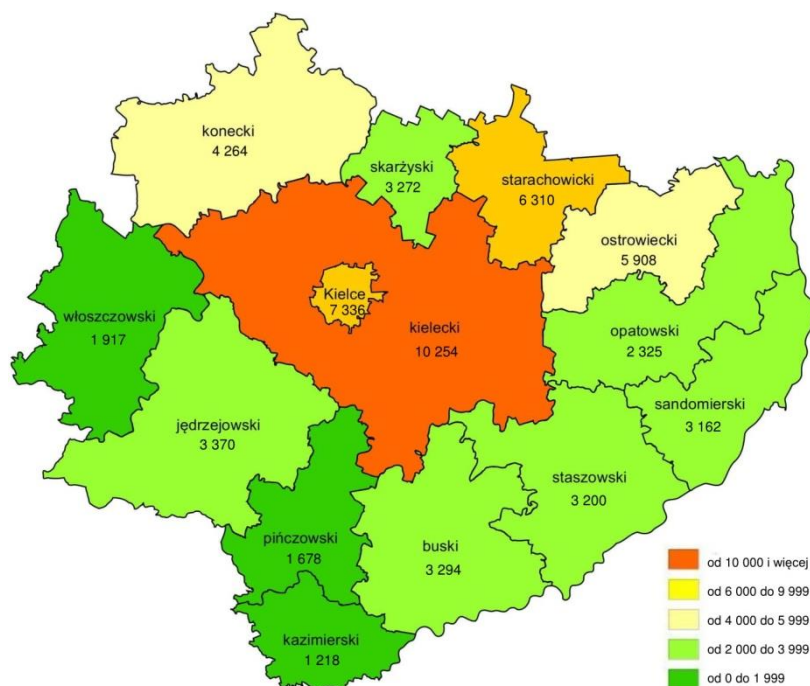 konecki
4 264
skarżyski
3 272
starachowicki
6 310
ostrowiecki
5 908
Kielce
7 336
włoszczowski
1 917
kielecki
10 254
opatowski
2 325
sandomierski
3 162
jędrzejowski
3 370
staszowski
3 200
pińczowski
1 678
buski
3 294
kazimierski
1 218
od 10 000 i więcej
od 6 000 do 9 999
od 4 000 do 5 999
od 2 000 do 3 999
od 0 do 1 999